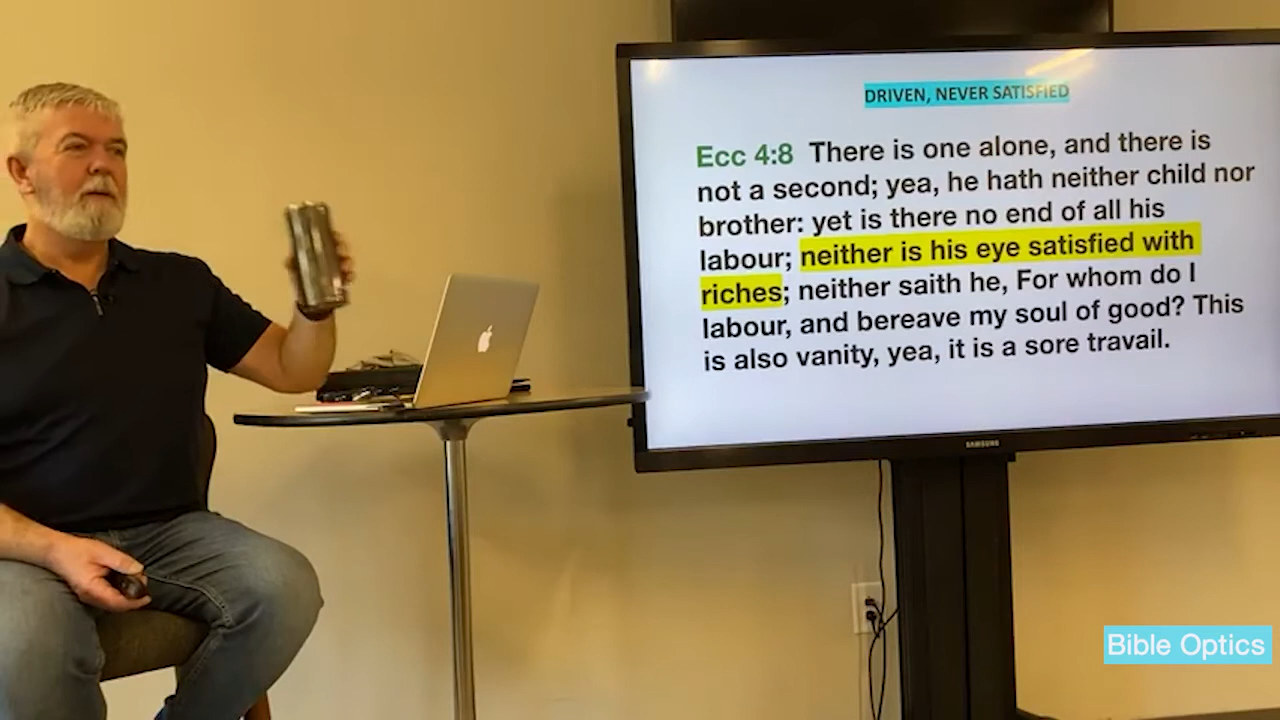 DRIVEN, NEVER SATISFIED
Ecc 4:8 There is one alone, and there is
not a second; yea, he hath neither child nor
brother: yet is there no end of all his
labour; neither is his eye satisfied with
riches; neither saith he, For whom do I
labour, and bereave my soul of good? This
is also vanity, yea, it is a sore travail.
SAMSUNG
Bible Optics